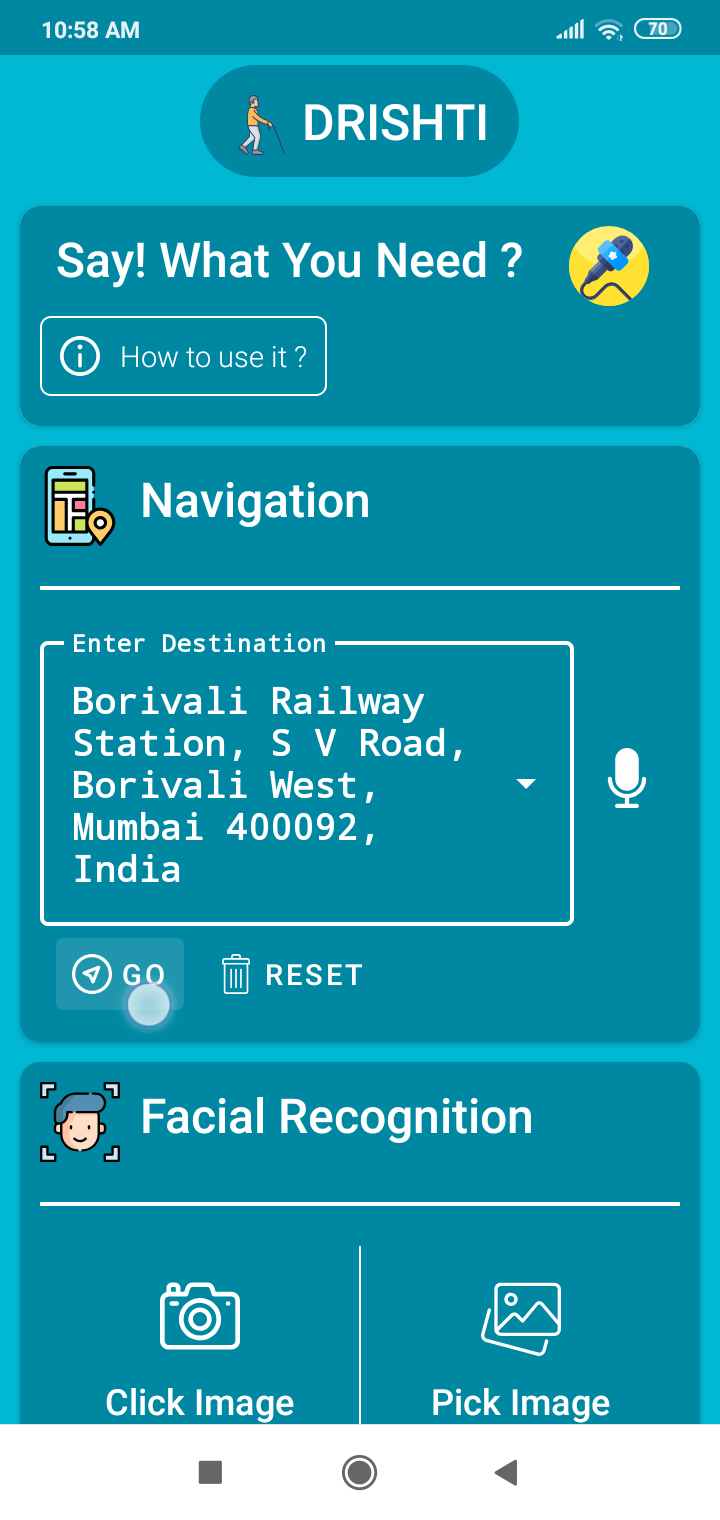 10:58 AM
70
DRISHTI
Say! What You Need ?
How to use it ?
Navigation
Enter Destination
Borivali Railway
Station, S V Road,
Borivali West,
Mumbai 400092,
India
GO
RESET
Facial Recognition
Click Image
Pick Image